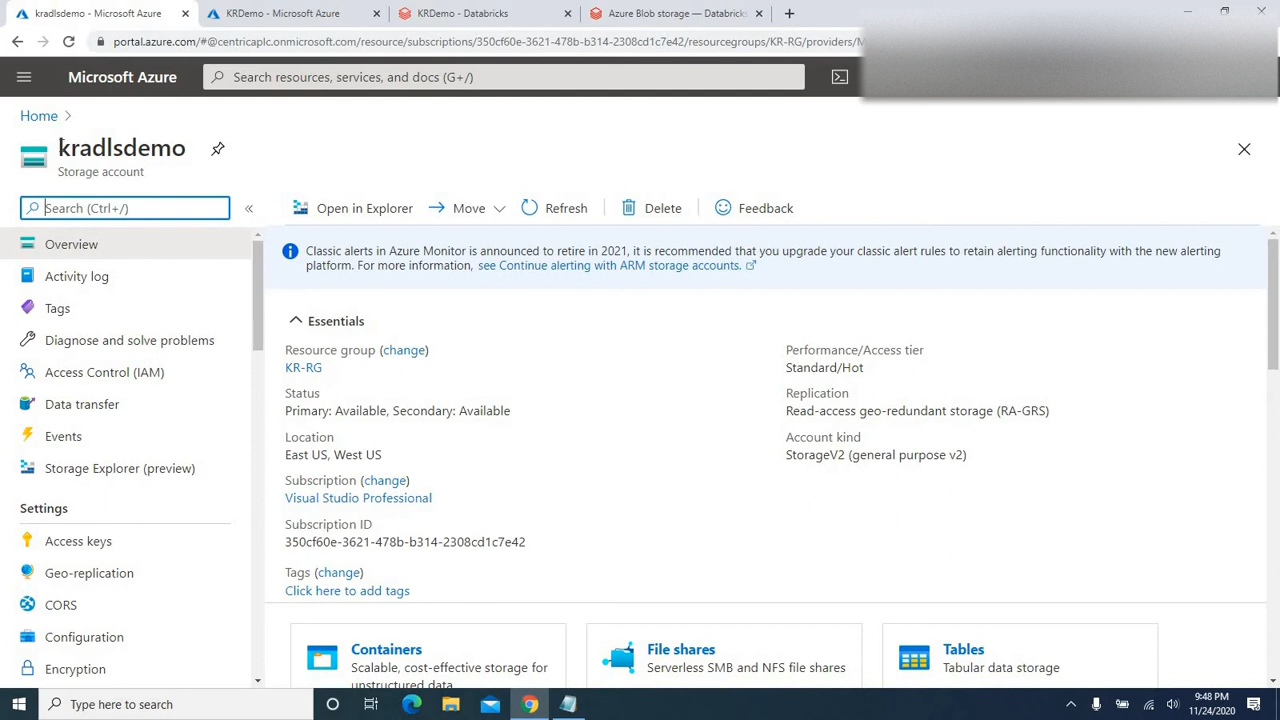 kradlsdemo - Microsoft Azure
KRDemo - Microsoft Azure
KRDemo - Databricks
Azure Blob storage — Databricks
portal.azure.com/#@centricaplc.onmicrosoft.com/resource/subscriptions/350cf60e-3621-478b-b314-2308cd1c7e42/resourcegroups/KR-RG/providers/M
Microsoft Azure
Search resources, services, and docs (G+/)
Home
kradlsdemo
Storage account
Search (Ctrl+/)
Overview
Activity log
Tags
Diagnose and solve problems
Access Control (IAM)
Data transfer
Events
Storage Explorer (preview)
Settings
Access keys
Geo-replication
CORS
Configuration
Encryption
Open in Explorer
Move
Refresh
Delete
Feedback
Classic alerts in Azure Monitor is announced to retire in 2021, it is recommended that you upgrade your classic alert rules to retain alerting functionality with the new alerting
platform. For more information, see Continue alerting with ARM storage accounts.
Essentials
Resource group (change)
KR-RG
Status
Primary: Available, Secondary: Available
Location
East US, West US
Subscription (change)
Visual Studio Professional
Subscription ID
350cf60e-3621-478b-b314-2308cd1c7e42
Tags (change)
Click here to add tags
Performance/Access tier
Standard/Hot
Replication
Read-access geo-redundant storage (RA-GRS)
Account kind
StorageV2 (general purpose v2)
Containers
Scalable, cost-effective storage for
unstructured data
File shares
Serverless SMB and NFS file shares
Tables
Tabular data storage
Type here to search
9:48 PM
11/24/2020